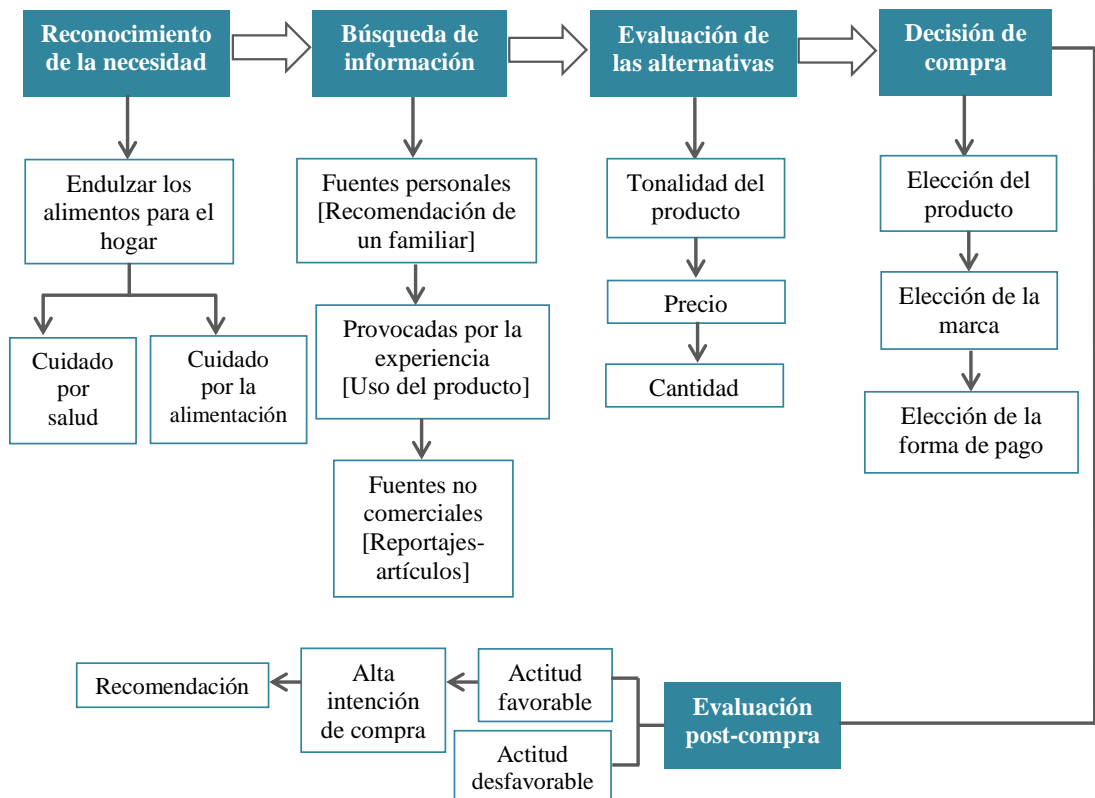 Reconocimiento
de la necesidad
Búsqueda de
información
Evaluación de
las alternativas
Decisión de
compra
Endulzar los
alimentos para el
hogar
Cuidado
por
salud
Cuidado
por la
alimentación
Fuentes personales
[Recomendación de
un familiar]
Provocadas por la
experiencia
[Uso del producto]
Fuentes no
comerciales
[Reportajes-
artículos]
Tonalidad del
producto
Precio
Cantidad
Elección del
producto
Elección de la
marca
Elección de la
forma de pago
Evaluación
post-compra
Actitud
favorable
Actitud
desfavorable
Alta
intención
de compra
Recomendación